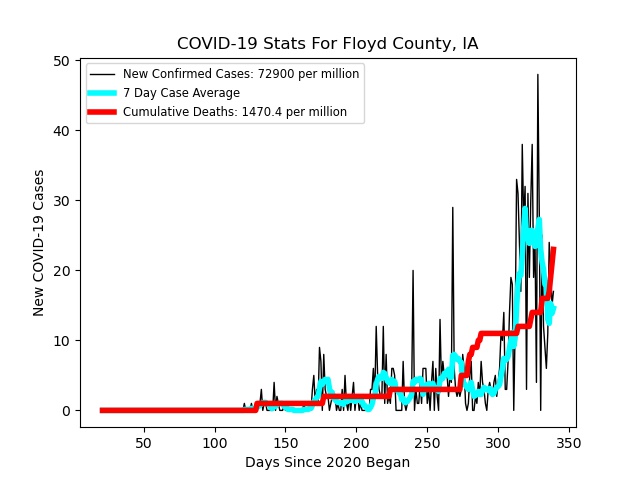 COVID-19 Stats For Floyd County, IA
New Confirmed Cases: 72900 per million
7 Day Case Average
Cumulative Deaths: 1470.4 per million
New COVID-19 Cases
50
40
30
20
10
0
50 100 150 200 250 300 350
Days Since 2020 Began